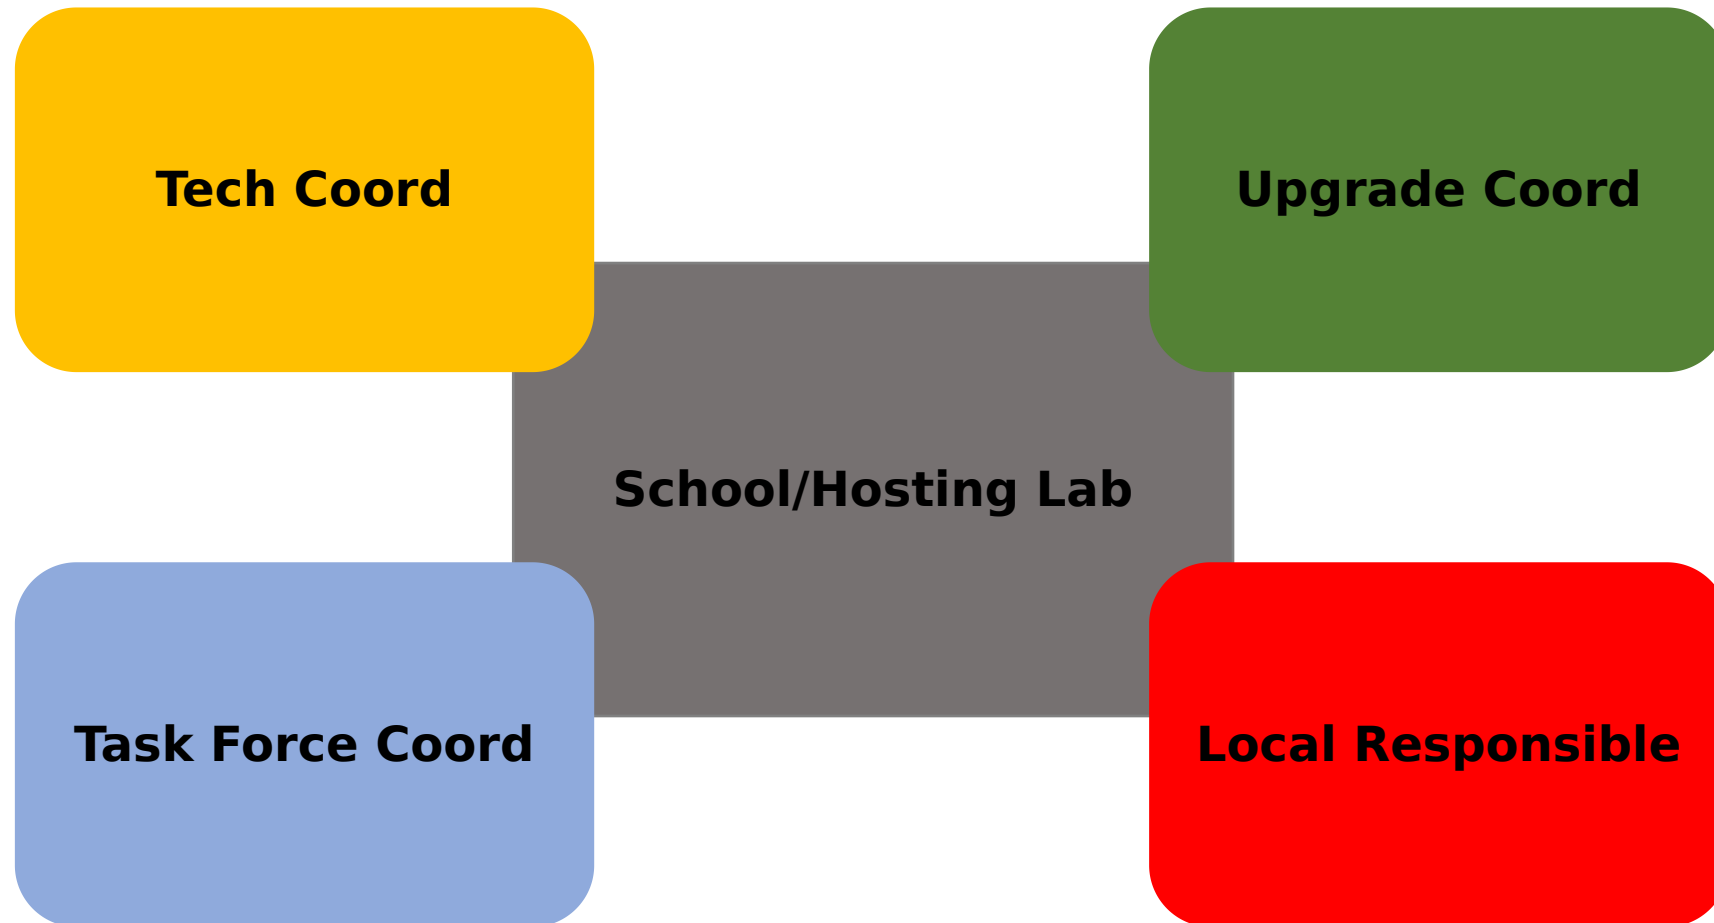 Tech Coord
Upgrade Coord
School/Hosting Lab
Task Force Coord
Local Responsible